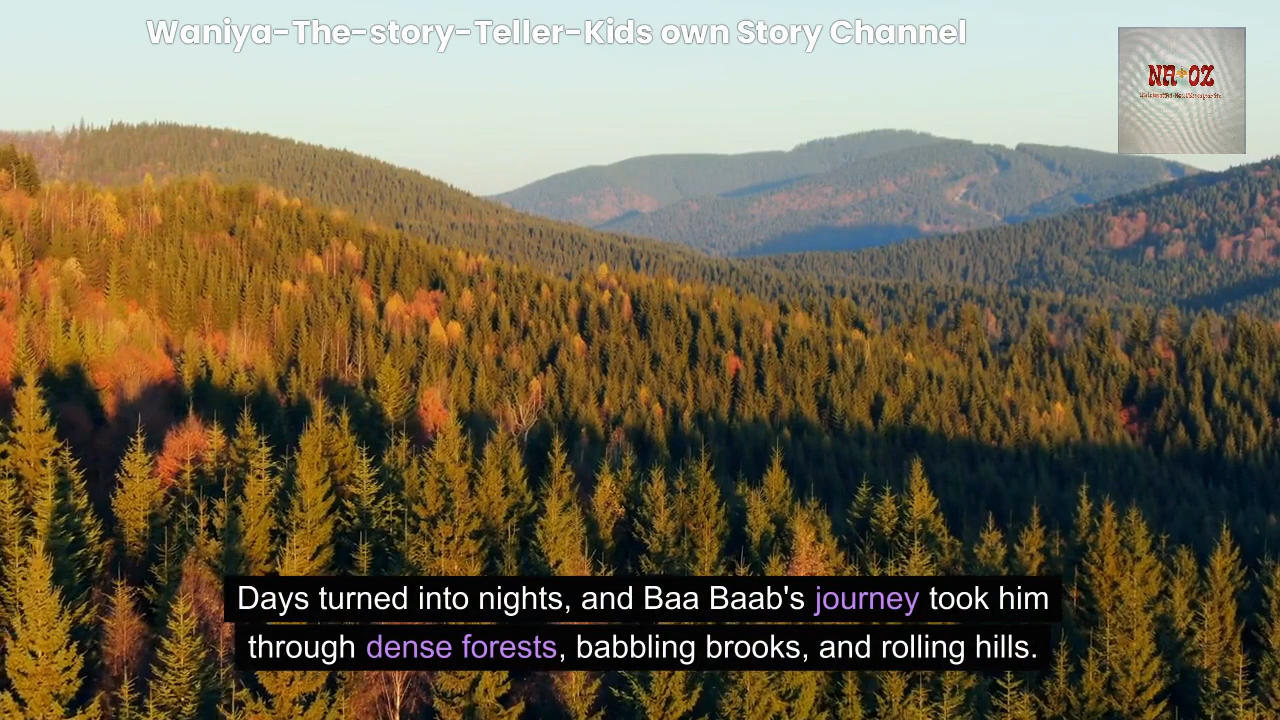 Waniya-The-story-Teller-Kids own Story Channel
NA OZ
Days turned into nights, and Baa Baab's journey took him
through dense forests, babbling brooks, and rolling hills.